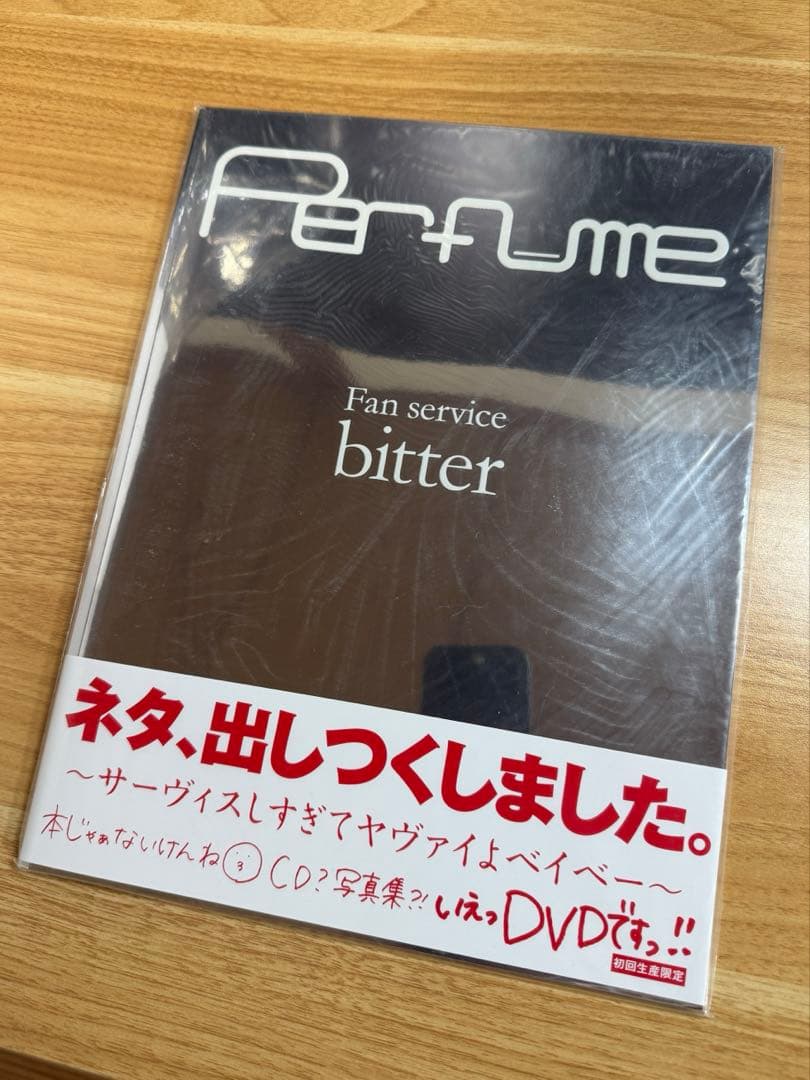 Perfume
Fan service
bitter
ネタ、出しつくしました。
〜サーヴィスしすぎてヤヴァイよベイベー〜
本じゃぁないけんね CD?写真集?! いえっDVDですっ!!
初回生産限定